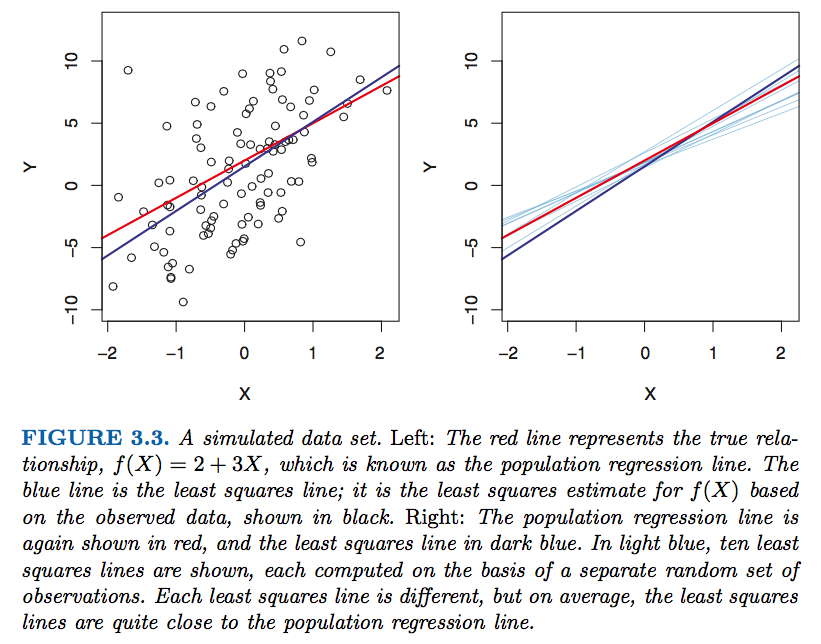 10
5
0
−5
−10
Y
−2
−1
0
1
2
X
10
5
0
−5
−10
Y
−2
−1
0
1
2
X
FIGURE 3.3. A simulated data set. Left: The red line represents the true rela-
tionship, f(X) = 2 + 3X, which is known as the population regression line. The
blue line is the least squares line; it is the least squares estimate for f(X) based
on the observed data, shown in black. Right: The population regression line is
again shown in red, and the least squares line in dark blue. In light blue, ten least
squares lines are shown, each computed on the basis of a separate random set of
observations. Each least squares line is different, but on average, the least squares
lines are quite close to the population regression line.